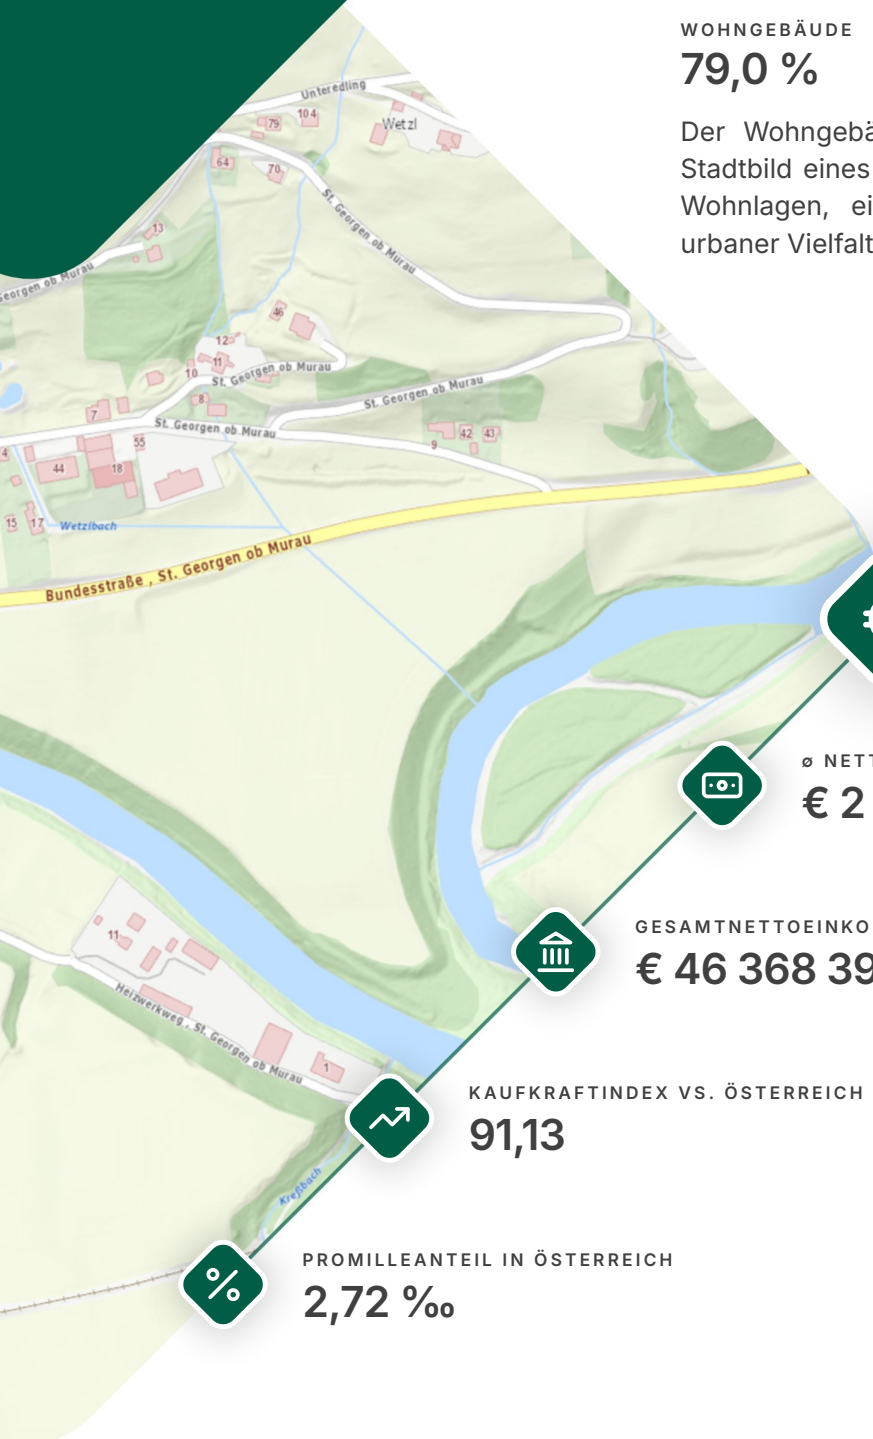 WOHNGEBÄUDE
79,0 %
Der Wohngebä
Stadtbild eines
Wohnlagen, ei
urbaner Vielfalt
Unteredling
79
104
Wetzl
64
70
St. Georgen ob Murau
13
Georgen ob Murau
46
12
11
10
St. Georgen ob Murau
8
St. Georgen ob Murau
7
St. Georgen ob Murau
55
9
42
43
4
44
18
15
17
Wetzlbach
Bundesstraße , St. Georgen ob Murau
ø NETT
€ 2
11
GESAMTNETTOEINKO
€ 46 368 39
Heizwerkweg , St. Georgen ob Murau
1
KAUFKRAFTINDEX VS. ÖSTERREICH
91,13
Kreßbach
PROMILLEANTEIL IN ÖSTERREICH
2,72 ‰